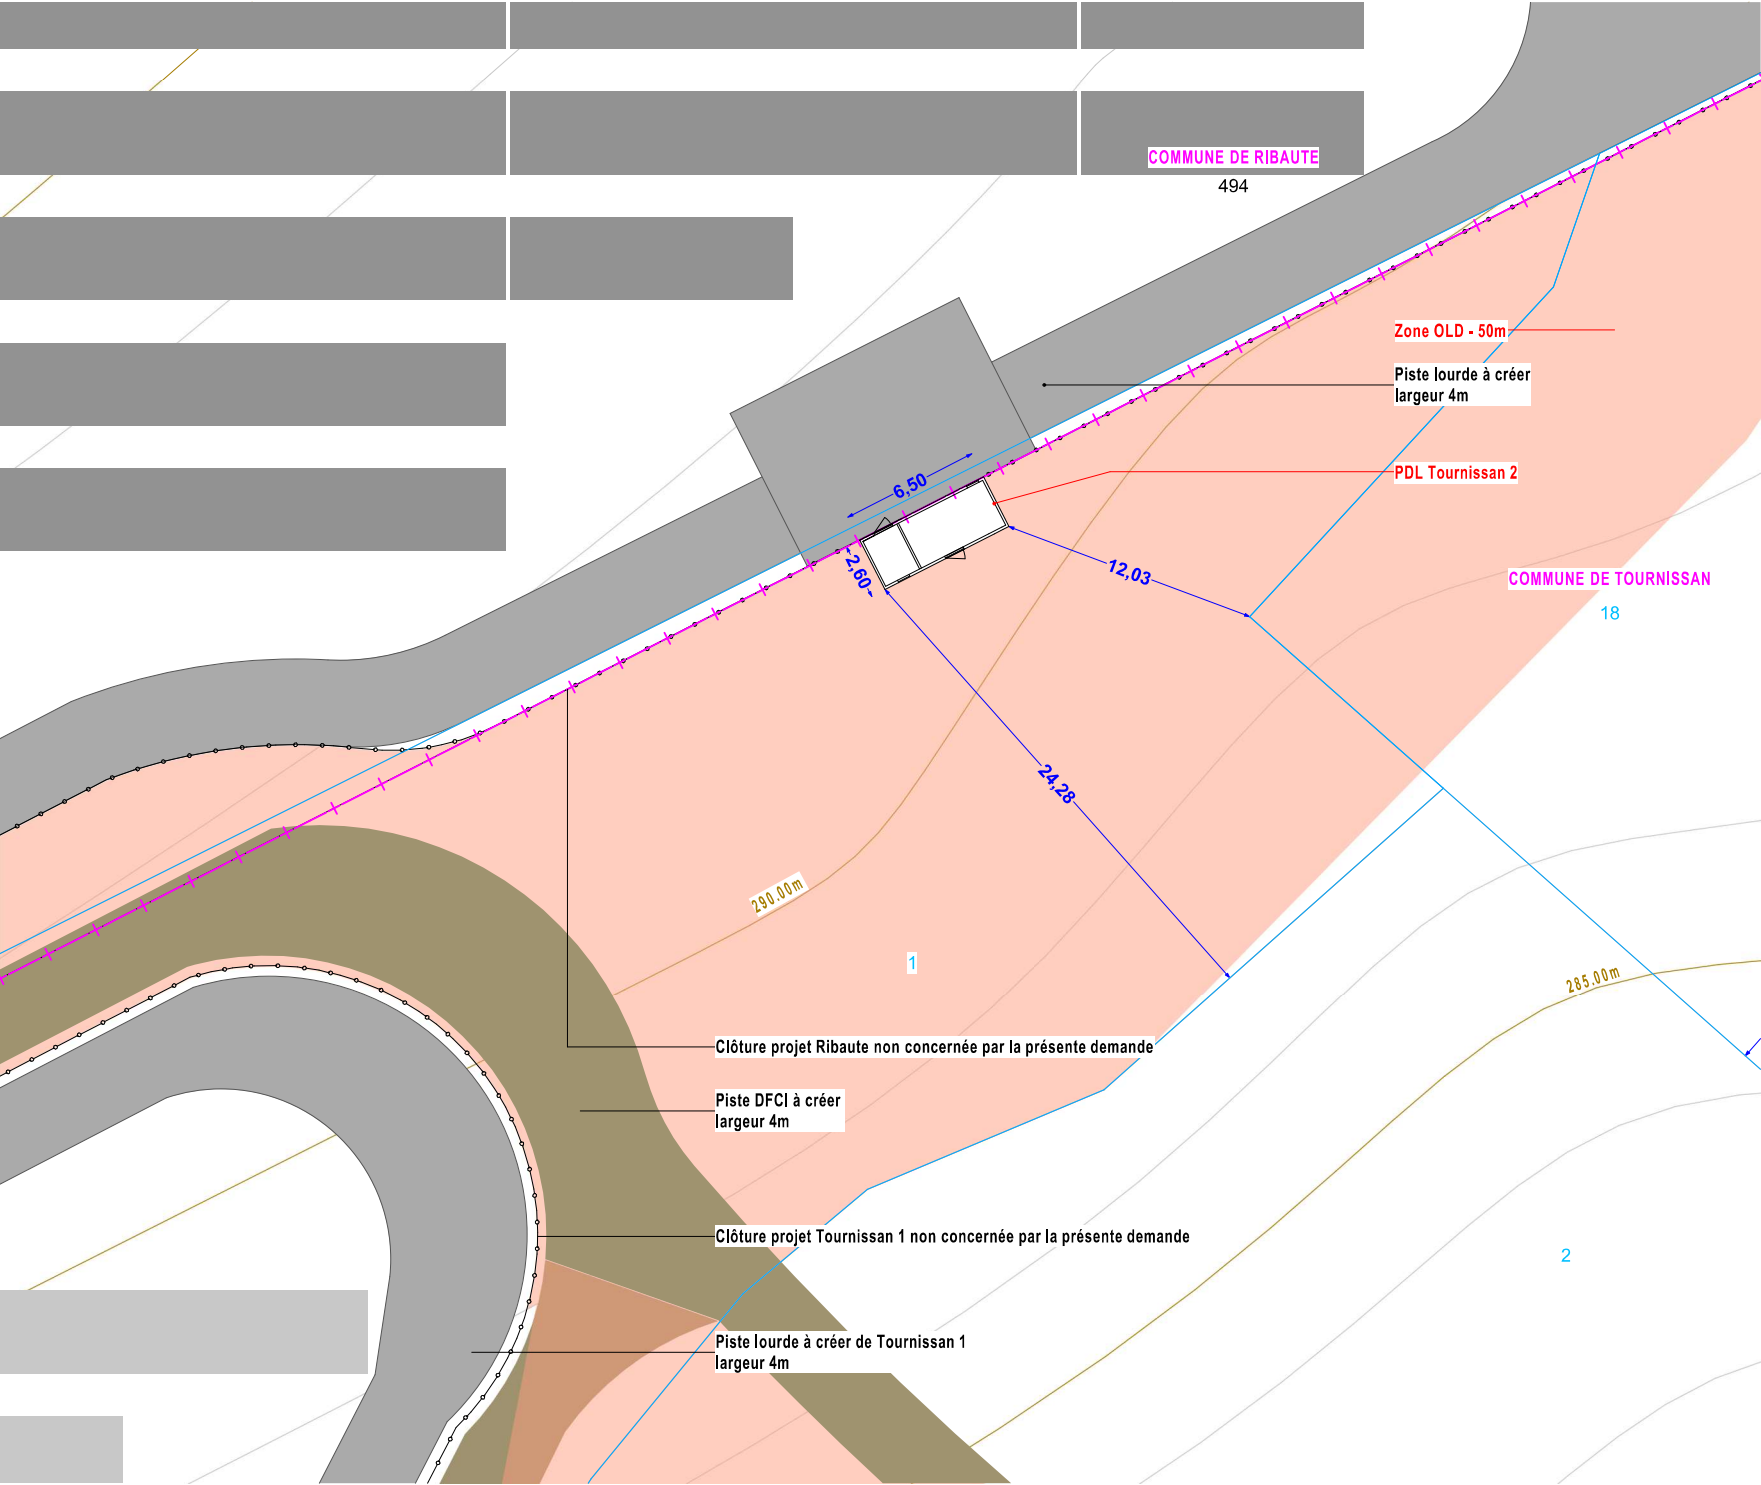 COMMUNE DE RIBAUTE
494
Zone OLD - 50m
Piste lourde à créer
largeur 4m
6,50
PDL Tournissan 2
2,60
12,03
COMMUNE DE TOURNISSAN
18
24,28
290.00m
1
285.00m
Clôture projet Ribaute non concernée par la présente demande
Piste DFCI à créer
largeur 4m
Clôture projet Tournissan 1 non concernée par la présente demande
2
Piste lourde à créer de Tournissan 1
largeur 4m